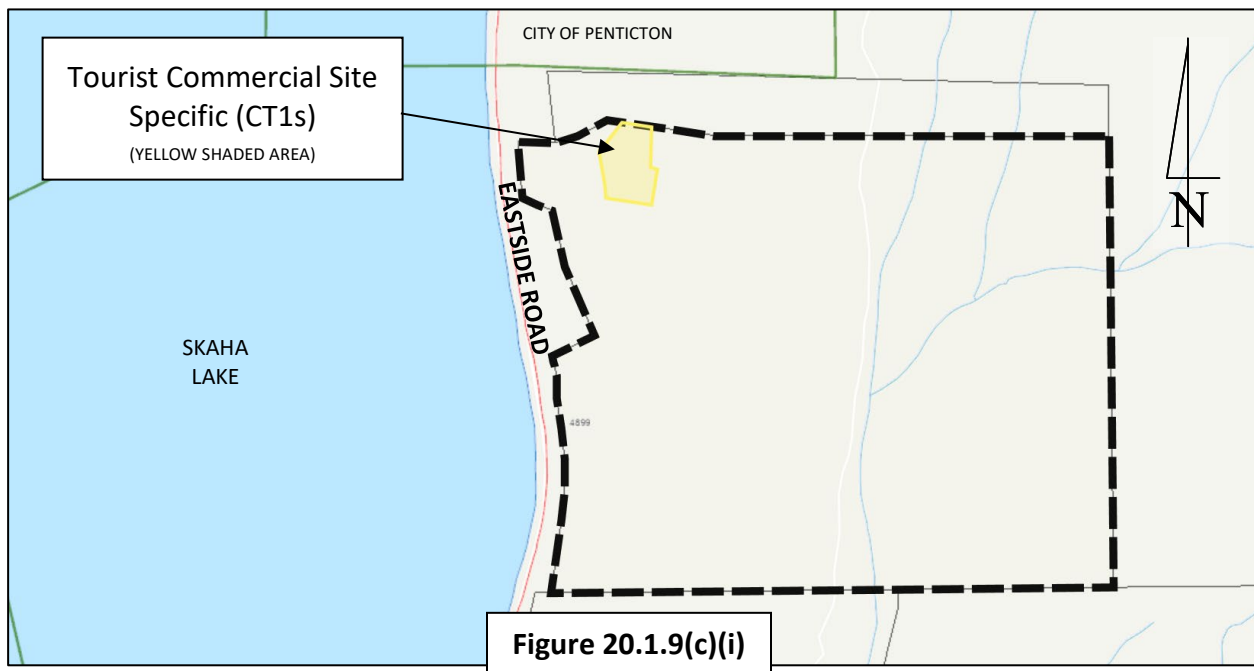 CITY OF PENTICTON
Tourist Commercial Site
Specific (CT1s)
(YELLOW SHADED AREA)
N
EASTSIDE ROAD
SKAHA
LAKE
4899
Figure 20.1.9(c)(i)